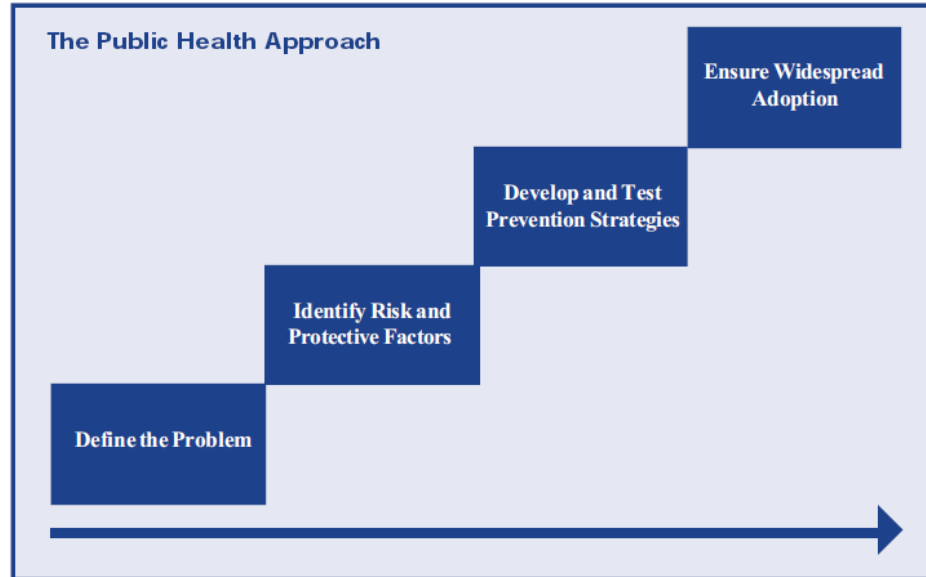 The Public Health Approach
Ensure Widespread
Adoption
Develop and Test
Prevention Strategies
Identify Risk and
Protective Factors
Define the Problem